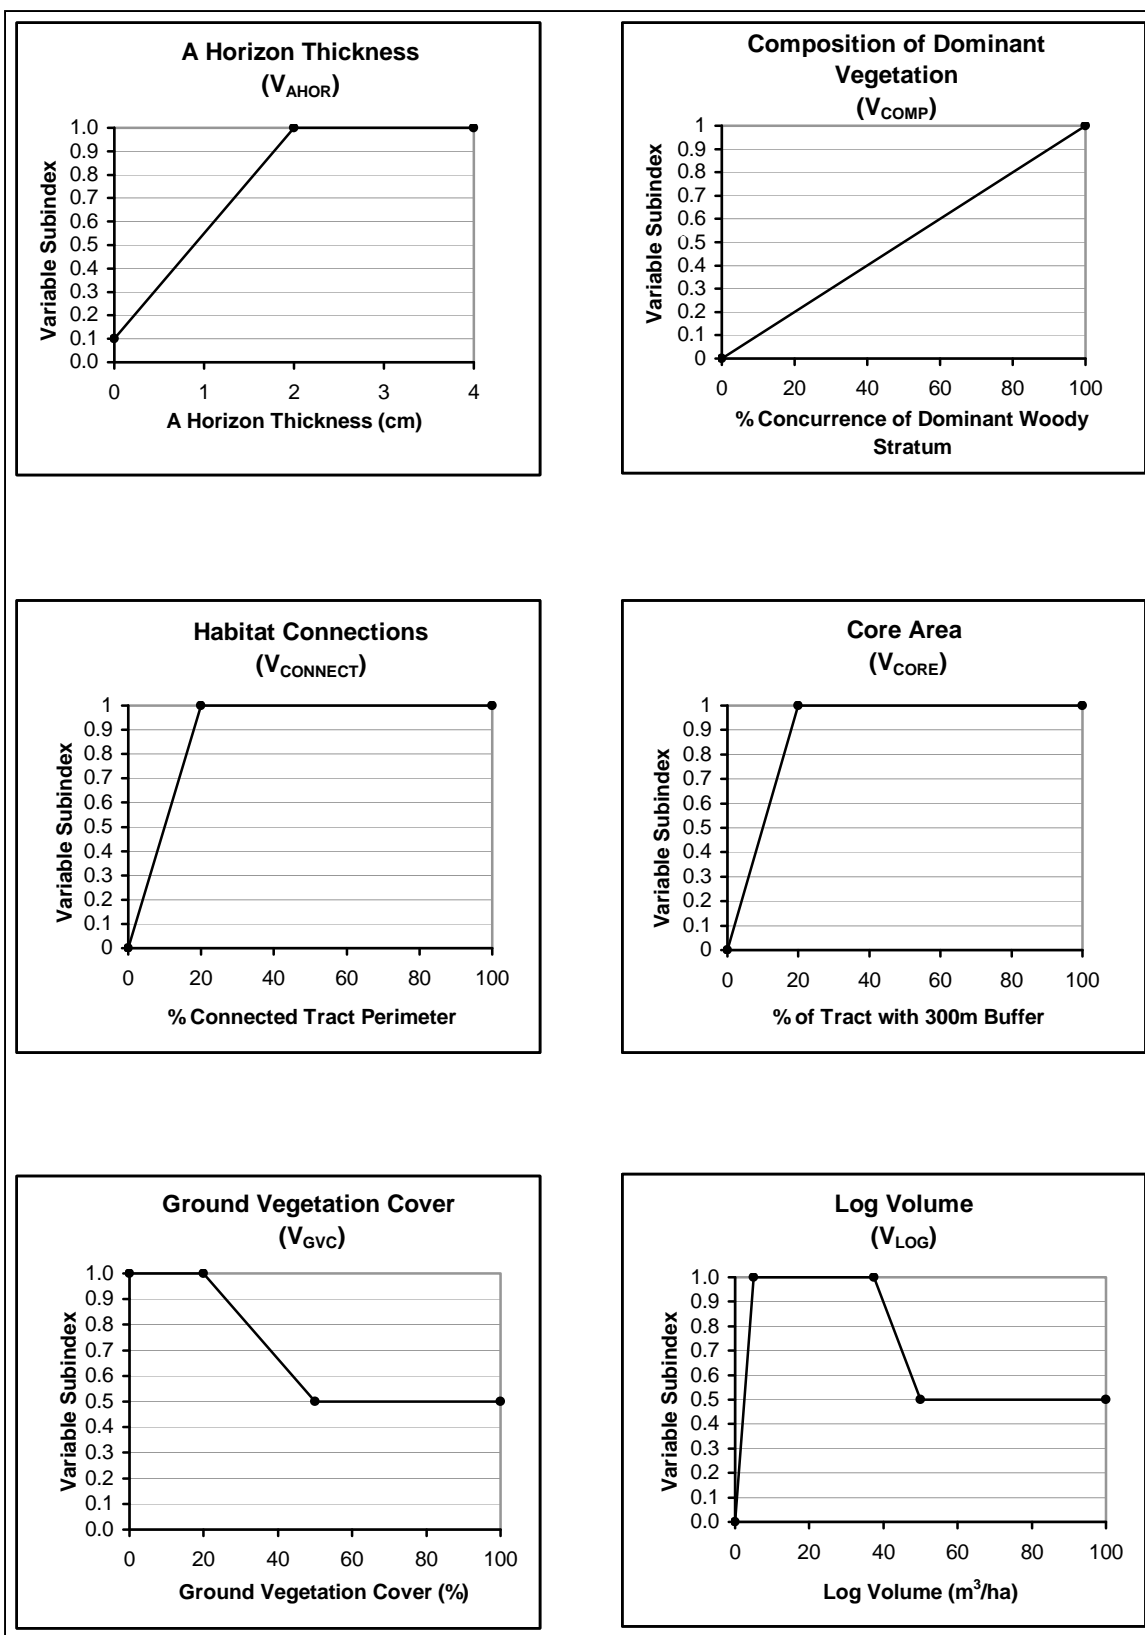 A Horizon Thickness
(V_AHOR)
Variable Subindex
1.0
0.9
0.8
0.7
0.6
0.5
0.4
0.3
0.2
0.1
0.0
0 1 2 3 4
A Horizon Thickness (cm)
Composition of Dominant
Vegetation
(V_COMP)
Variable Subindex
1
0.9
0.8
0.7
0.6
0.5
0.4
0.3
0.2
0.1
0
0 20 40 60 80 100
% Concurrence of Dominant Woody
Stratum
Habitat Connections
(V_CONNECT)
Variable Subindex
1
0.9
0.8
0.7
0.6
0.5
0.4
0.3
0.2
0.1
0
0 20 40 60 80 100
% Connected Tract Perimeter
Core Area
(V_CORE)
Variable Subindex
1
0.9
0.8
0.7
0.6
0.5
0.4
0.3
0.2
0.1
0
0 20 40 60 80 100
% of Tract with 300m Buffer
Ground Vegetation Cover
(V_GVC)
Variable Subindex
1.0
0.9
0.8
0.7
0.6
0.5
0.4
0.3
0.2
0.1
0.0
0 20 40 60 80 100
Ground Vegetation Cover (%)
Log Volume
(V_LOG)
Variable Subindex
1.0
0.9
0.8
0.7
0.6
0.5
0.4
0.3
0.2
0.1
0.0
0 20 40 60 80 100
Log Volume (m³/ha)